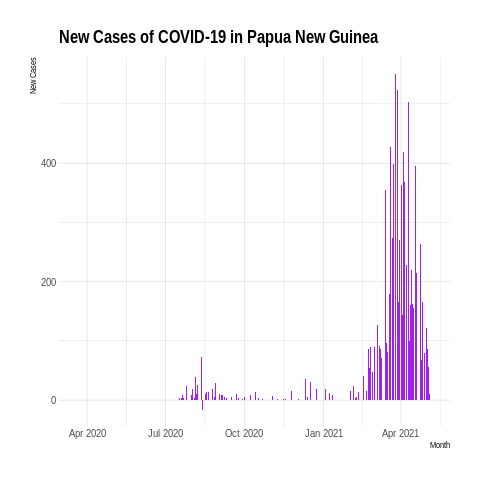 New Cases of COVID-19 in Papua New Guinea
New Cases
400
200
0
Apr 2020 Jul 2020 Oct 2020 Jan 2021 Apr 2021
Month